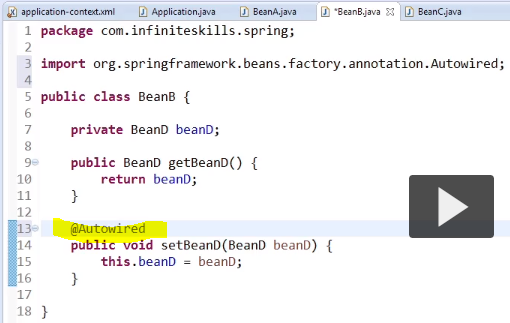 application-context.xml Application.java BeanA.java *BeanB.java BeanC.java
1 package com.infiniteskills.spring;
2
3 import org.springframework.beans.factory.annotation.Autowired;
4
5 public class BeanB {
6
7 private BeanD beanD;
8
9 public BeanD getBeanD() {
10 return beanD;
11 }
12
13 @Autowired
14 public void setBeanD(BeanD beanD) {
15 this.beanD = beanD;
16 }
17
18 }